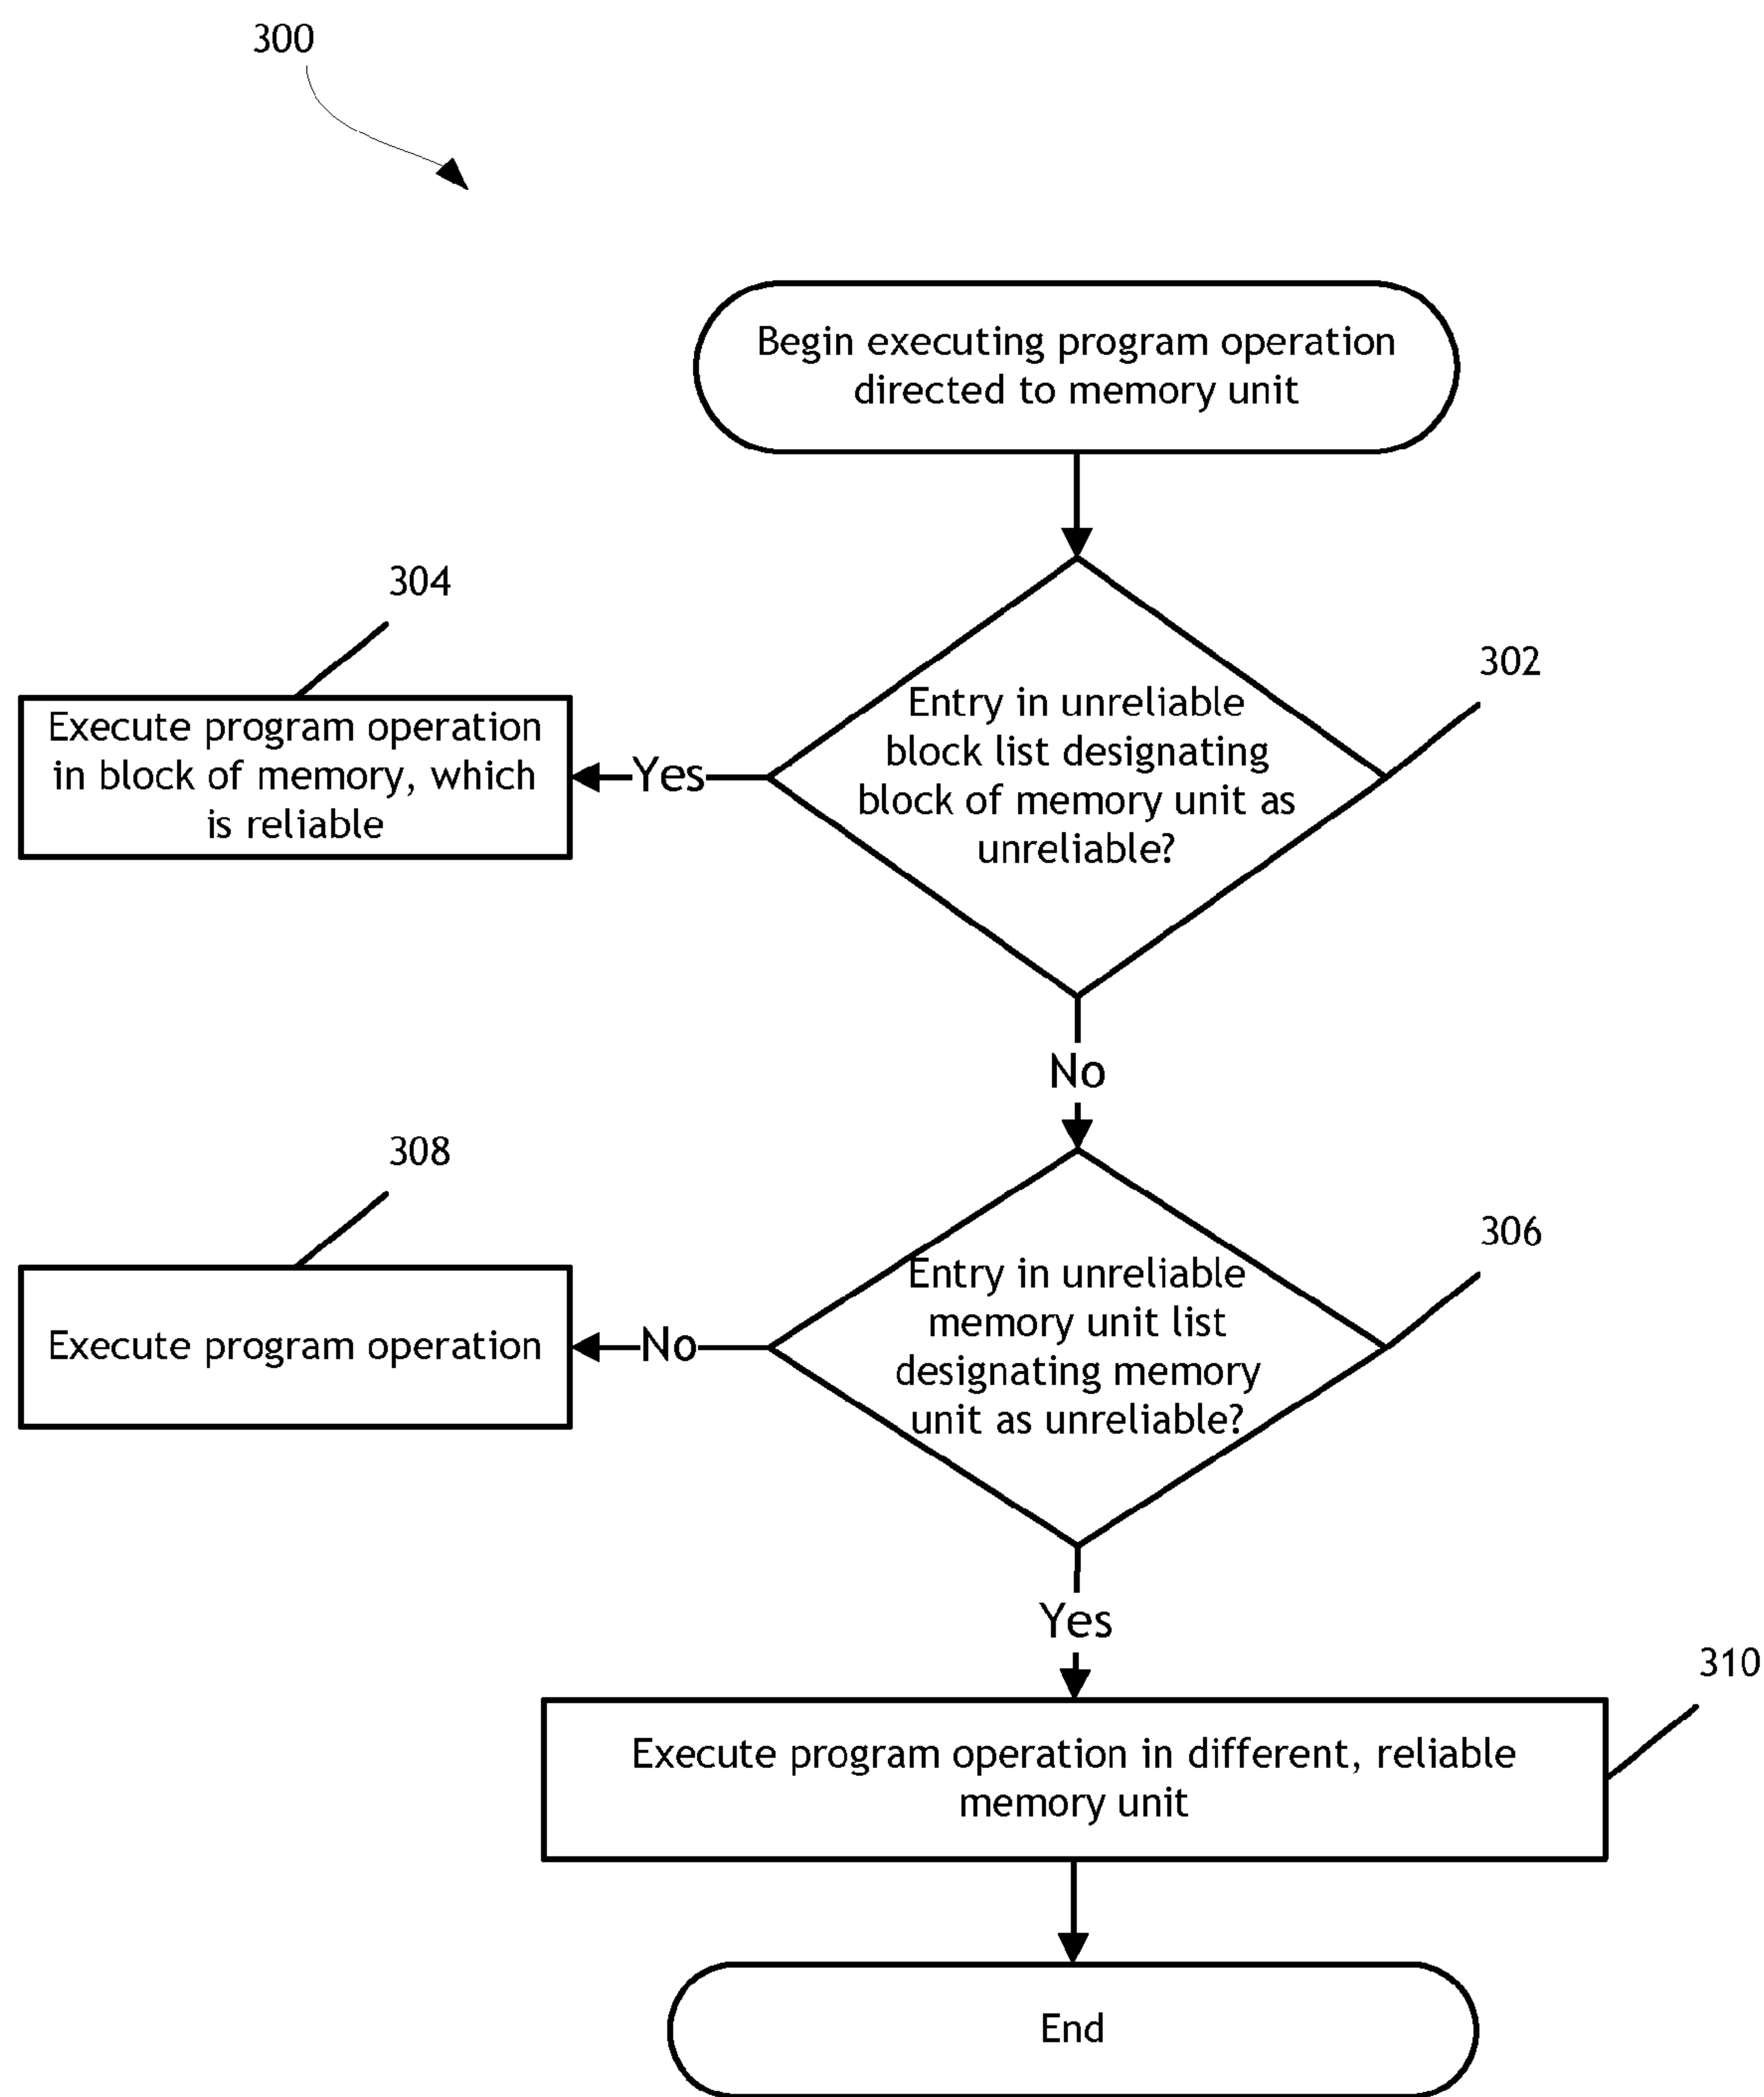 300
Begin executing program operation
directed to memory unit
304
302
Entry in unreliable
block list designating
block of memory unit as
unreliable?
Yes
Execute program operation
in block of memory, which
is reliable
No
308
306
Entry in unreliable
memory unit list
designating memory
unit as unreliable?
No
Execute program operation
Yes
310
Execute program operation in different, reliable
memory unit
End